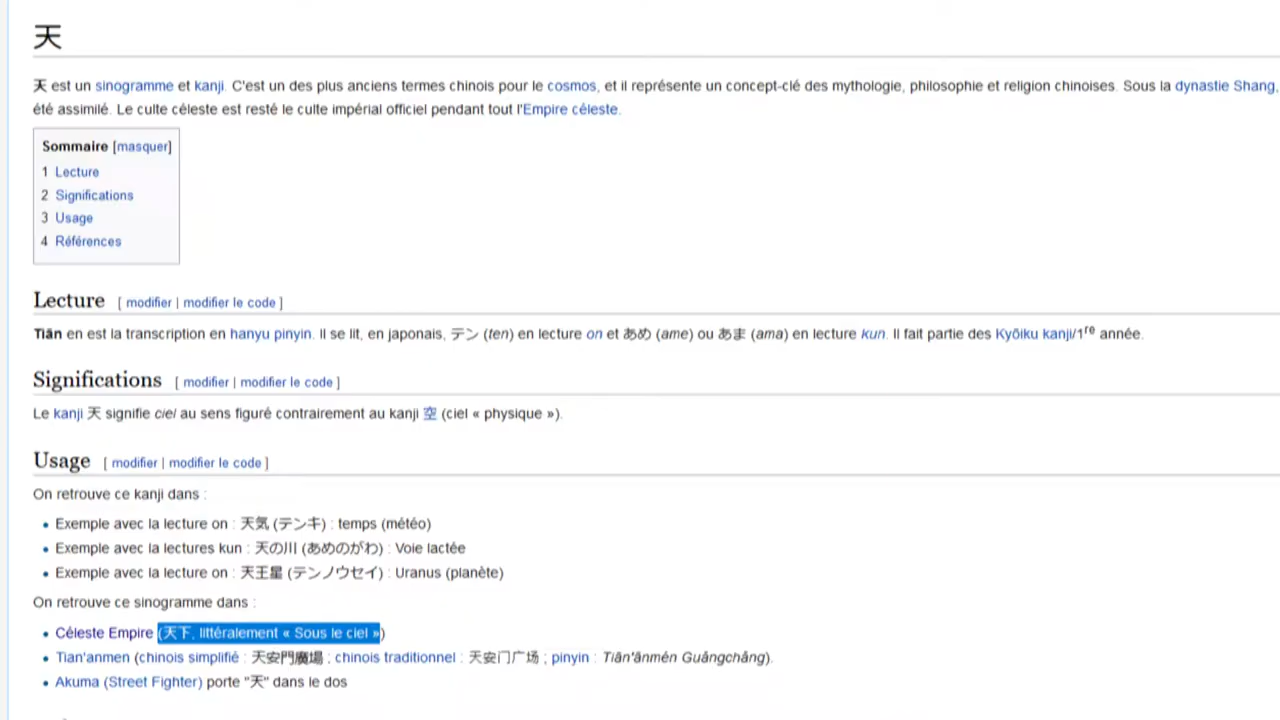 天
天 est un sinogramme et kanji. C'est un des plus anciens termes chinois pour le cosmos, et il représente un concept-clé des mythologie, philosophie et religion chinoises. Sous la dynastie Shang,
été assimilé. Le culte céleste est resté le culte impérial officiel pendant tout l'Empire céleste.
Sommaire [masquer]
1 Lecture
2 Significations
3 Usage
4 Références
Lecture [ modifier | modifier le code ]
Tiān en est la transcription en hanyu pinyin. Il se lit, en japonais, テン (ten) en lecture on et あめ (ame) ou あま (ama) en lecture kun. Il fait partie des Kyōiku kanji/1re année.
Significations [ modifier | modifier le code ]
Le kanji 天 signifie ciel au sens figuré contrairement au kanji 空 (ciel « physique »).
Usage [ modifier | modifier le code ]
On retrouve ce kanji dans :
• Exemple avec la lecture on : 天気 (テンキ) : temps (météo)
• Exemple avec la lectures kun : 天の川 (あめのがわ) : Voie lactée
• Exemple avec la lecture on : 天王星 (テンノウセイ) : Uranus (planète)
On retrouve ce sinogramme dans :
• Céleste Empire (天下, littéralement « Sous le ciel »)
• Tian'anmen (chinois simplifié : 天安門廣場 ; chinois traditionnel : 天安门广场 ; pinyin : Tiān'ānmén Guǎngchǎng).
• Akuma (Street Fighter) porte "天" dans le dos